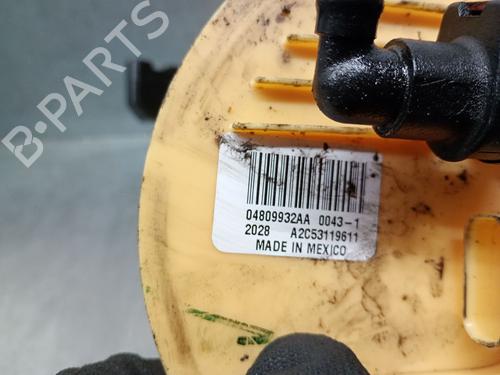 B-PARTS
04809932AA 0043-1
2028 A2C53119611
MADE IN MEXICO